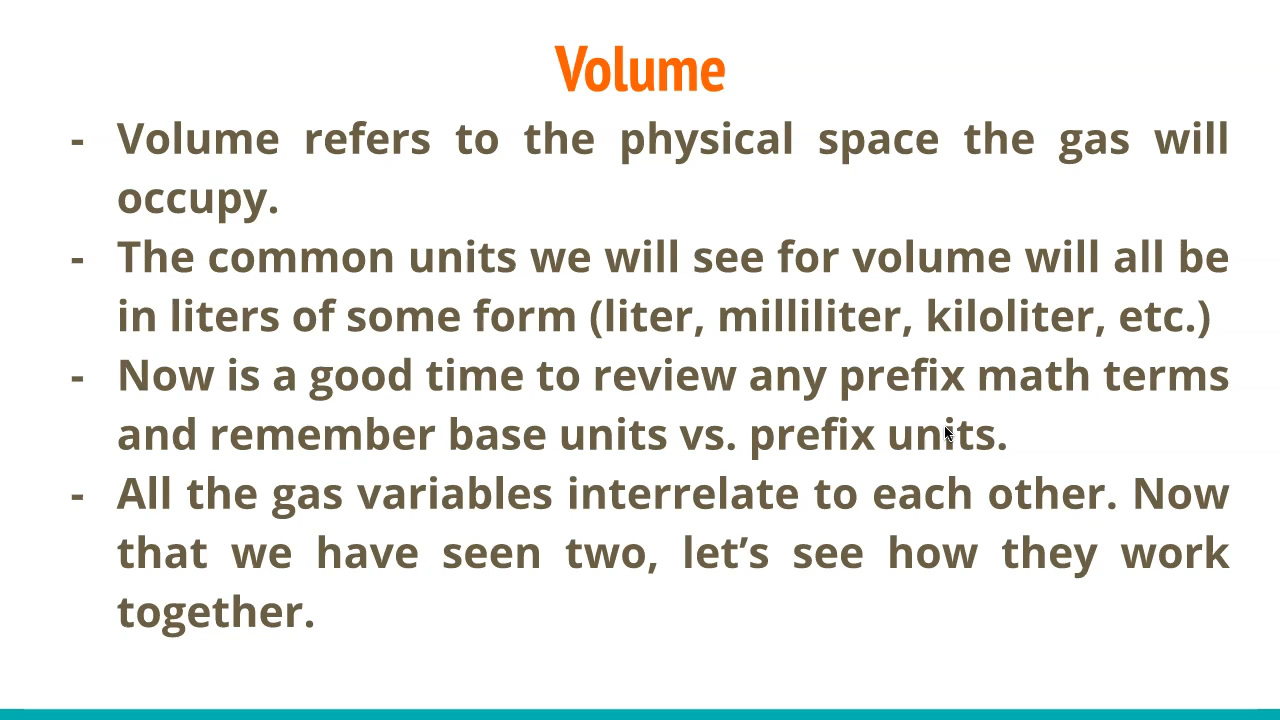 Volume
- Volume refers to the physical space the gas will
occupy.
- The common units we will see for volume will all be
in liters of some form (liter, milliliter, kiloliter, etc.)
- Now is a good time to review any prefix math terms
and remember base units vs. prefix units.
- All the gas variables interrelate to each other. Now
that we have seen two, let’s see how they work
together.